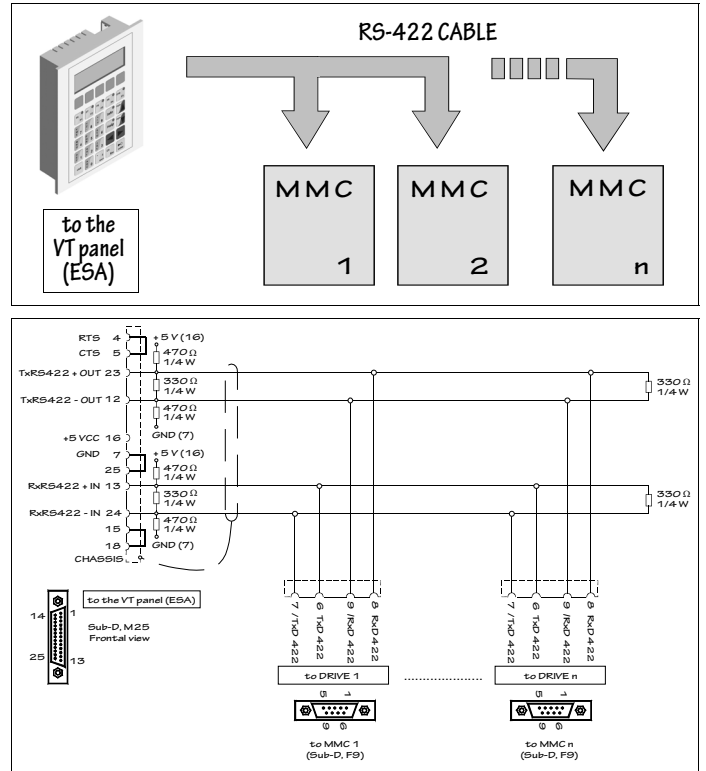 RS-422 CABLE
to the
VT panel
(ESA)
MMC
1
MMC
2
MMC
n
RTS 4
CTS 5
TxRS422 + OUT 23
TxRS422 - OUT 12
+5 VCC 16
GND 7
25
RxRS422 + IN 13
RxRS422 - IN 24
15
18
CHASSIS
+5 V (16)
470 Ω
1/4 W
330 Ω
1/4 W
470 Ω
1/4 W
GND (7)
+5 V (16)
470 Ω
1/4 W
330 Ω
1/4 W
470 Ω
1/4 W
GND (7)
330 Ω
1/4 W
330 Ω
1/4 W
7 /TxD 422
6 TxD 422
9 /RxD 422
8 RxD 422
7 /TxD 422
6 TxD 422
9 /RxD 422
8 RxD 422
to the VT panel (ESA)
Sub-D, M25
Frontal view
14
1
25
13
to DRIVE 1
to DRIVE n
5 1
9 6
to MMC 1
(Sub-D, F9)
5 1
9 6
to MMC n
(Sub-D, F9)